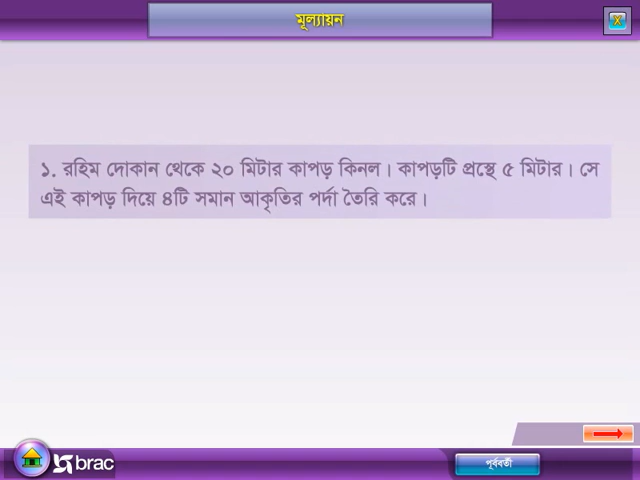 মূল্যায়ন
X
১. রহিম দোকান থেকে ২০ মিটার কাপড় কিনল। কাপড়টি প্রস্থে ৫ মিটার। সে
এই কাপড় দিয়ে ৪টি সমান আকৃতির পর্দা তৈরি করে।
brac
পূর্ববর্তী